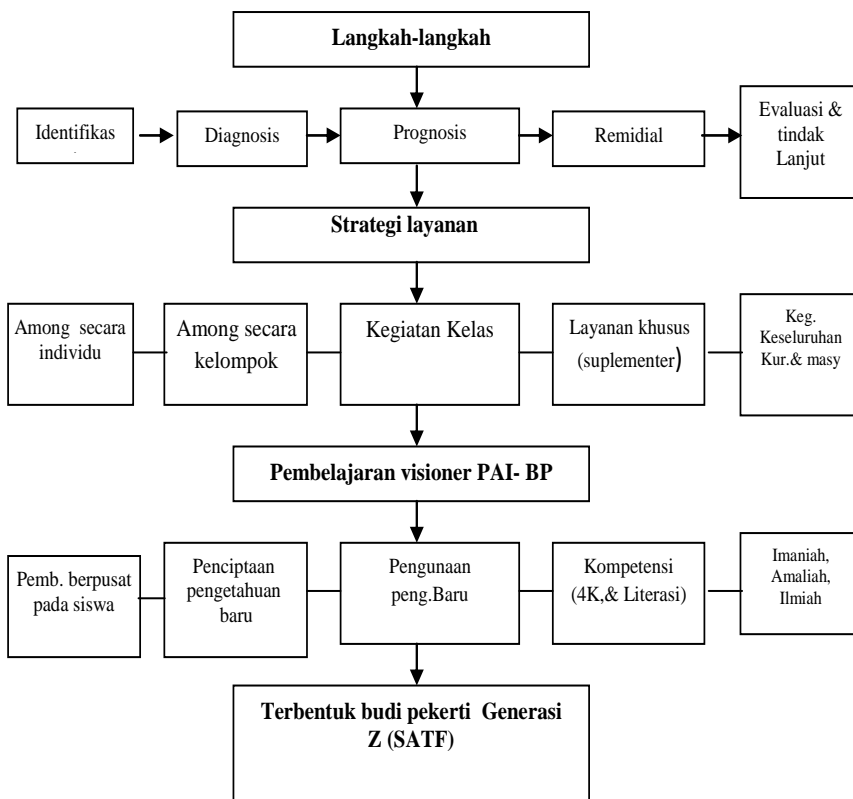 Langkah-langkah
Identifikas
Diagnosis
Prognosis
Remidial
Evaluasi &
tindak
Lanjut
Strategi layanan
Among secara
individu
Among secara
kelompok
Kegiatan Kelas
Layanan khusus
(suplementer)
Keg.
Keseluruhan
Kur.& masy
Pembelajaran visioner PAI- BP
Pemb. berpusat
pada siswa
Penciptaan
pengetahuan
baru
Pengunaan
peng.Baru
Kompetensi
(4K,& Literasi)
Imaniah,
Amaliah,
Ilmiah
Terbentuk budi pekerti Generasi
Z (SATF)